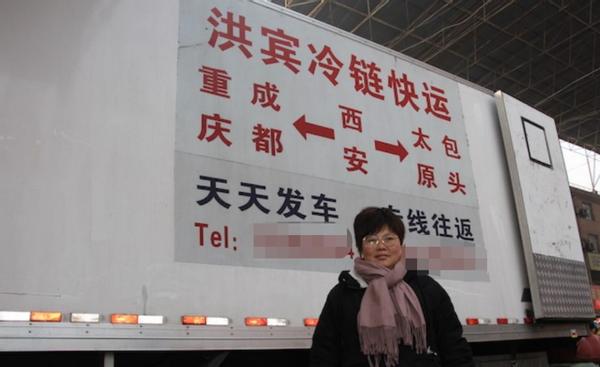 洪宾冷链快运
重庆
成都
西安
太原
包头
天天发车 线往返
Tel: